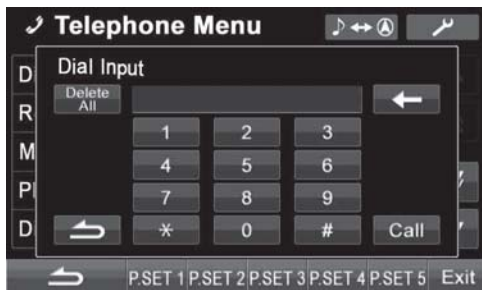 Telephone Menu
Dial Input
Delete All
1 2 3
4 5 6
7 8 9
* 0 #
Call
D
R
M
Pl
D
P.SET 1 P.SET 2 P.SET 3 P.SET 4 P.SET 5 Exit